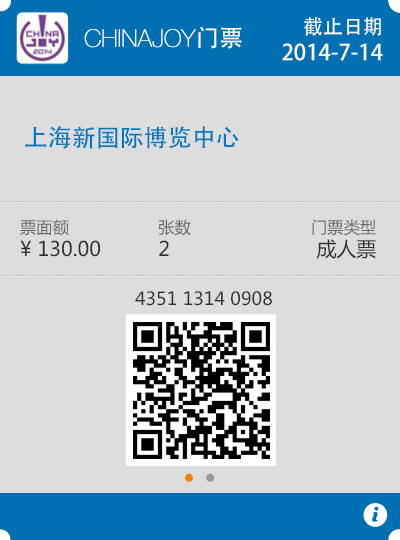 CHINA
JOY
2014
CHINAJOY门票
截止日期
2014-7-14
上海新国际博览中心
票面额
张数
门票类型
¥ 130.00
2
成人票
4351 1314 0908
i